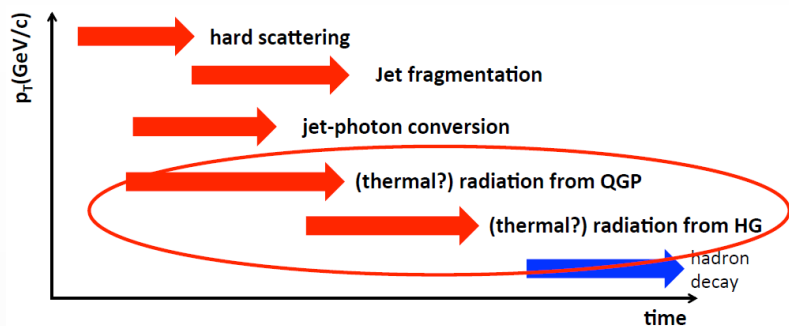 pT(GeV/c)
hard scattering
Jet fragmentation
jet-photon conversion
(thermal?) radiation from QGP
(thermal?) radiation from HG
hadron
decay
time